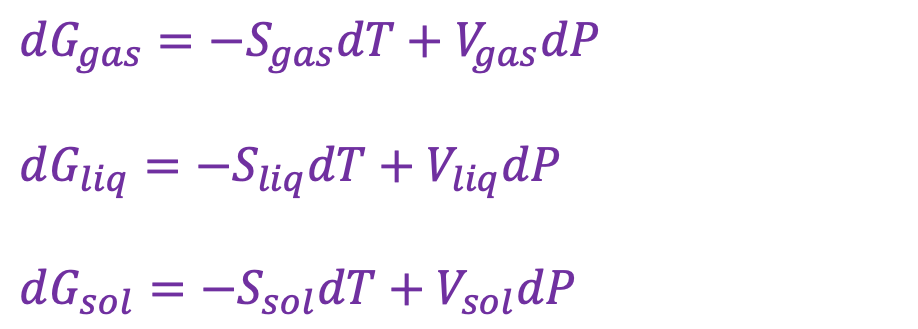 dG_gas = −S_gas dT + V_gas dP
dG_liq = −S_liq dT + V_liq dP
dG_sol = −S_sol dT + V_sol dP